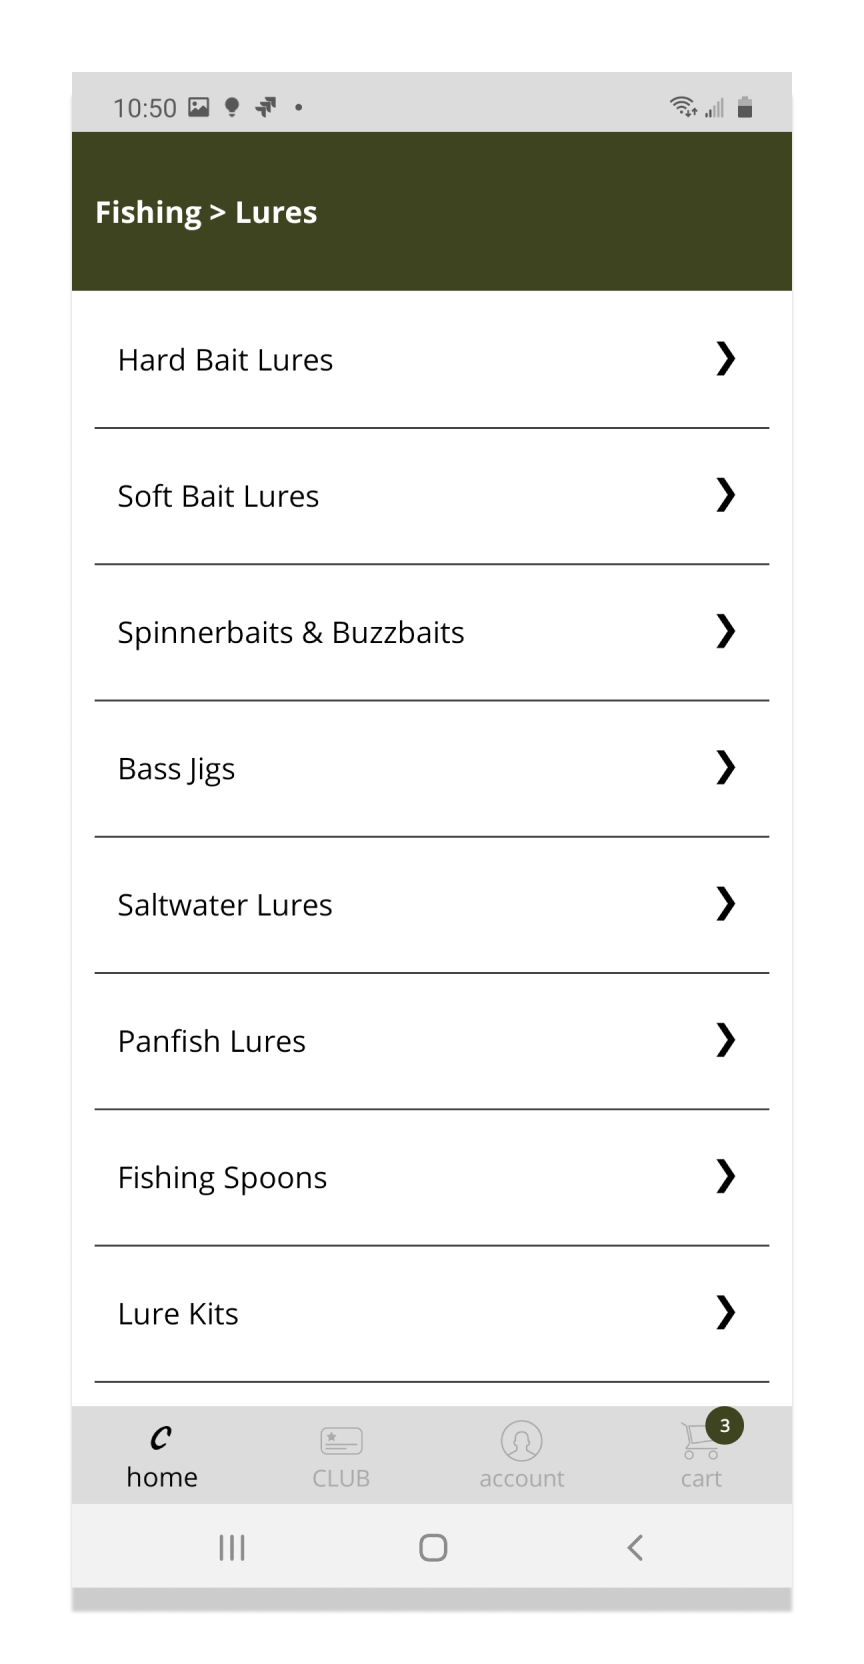 10:50
Fishing > Lures
Hard Bait Lures
Soft Bait Lures
Spinnerbaits & Buzzbaits
Bass Jigs
Saltwater Lures
Panfish Lures
Fishing Spoons
Lure Kits
C
3
home CLUB account cart